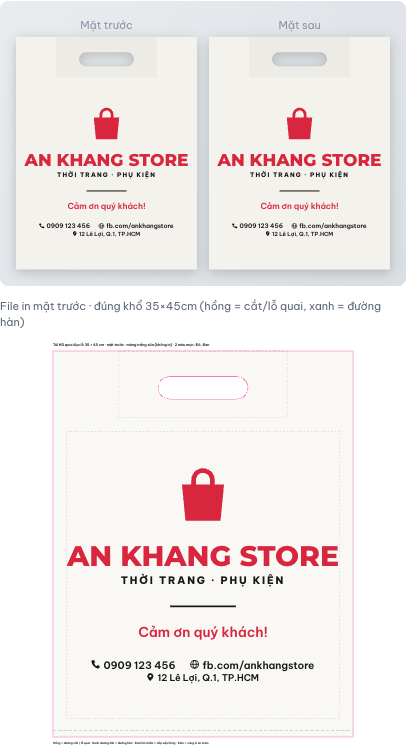 Mặt trước
Mặt sau
AN KHANG STORE
THỜI TRANG · PHỤ KIỆN
Cảm ơn quý khách!
0909 123 456 fb.com/ankhangstore
12 Lê Lợi, Q.1, TP.HCM
AN KHANG STORE
THỜI TRANG · PHỤ KIỆN
Cảm ơn quý khách!
0909 123 456 fb.com/ankhangstore
12 Lê Lợi, Q.1, TP.HCM
File in mặt trước · đúng khổ 35×45cm (hồng = cắt/lỗ quai, xanh = đường
hàn)
AN KHANG STORE
THỜI TRANG · PHỤ KIỆN
Cảm ơn quý khách!
0909 123 456 fb.com/ankhangstore
12 Lê Lợi, Q.1, TP.HCM